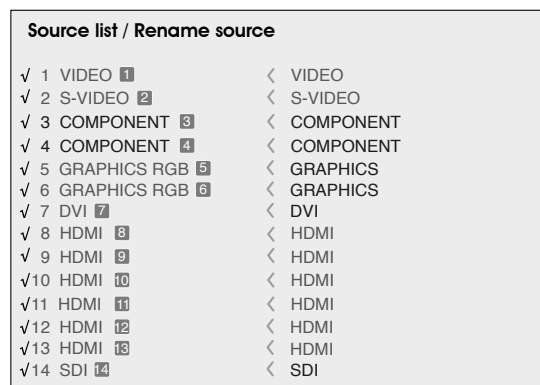 Source list / Rename source
√ 1 VIDEO 1 〈 VIDEO
√ 2 S-VIDEO 2 〈 S-VIDEO
√ 3 COMPONENT 3 〈 COMPONENT
√ 4 COMPONENT 4 〈 COMPONENT
√ 5 GRAPHICS RGB 5 〈 GRAPHICS
√ 6 GRAPHICS RGB 6 〈 GRAPHICS
√ 7 DVI 7 〈 DVI
√ 8 HDMI 8 〈 HDMI
√ 9 HDMI 9 〈 HDMI
√10 HDMI 10 〈 HDMI
√11 HDMI 11 〈 HDMI
√12 HDMI 12 〈 HDMI
√13 HDMI 13 〈 HDMI
√14 SDI 14 〈 SDI